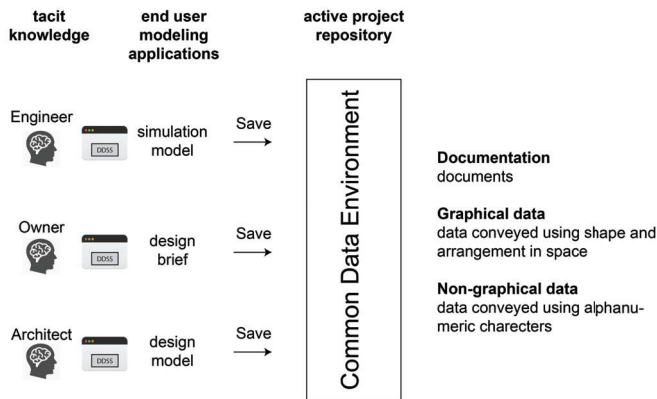 tacit
knowledge
end user
modeling
applications
active project
repository
Engineer
DDSS
simulation
model
Save
Owner
DDSS
design
brief
Save
Architect
DDSS
design
model
Save
Common Data Environment
Documentation
documents
Graphical data
data conveyed using shape and
arrangement in space
Non-graphical data
data conveyed using alphanu-
meric charecters